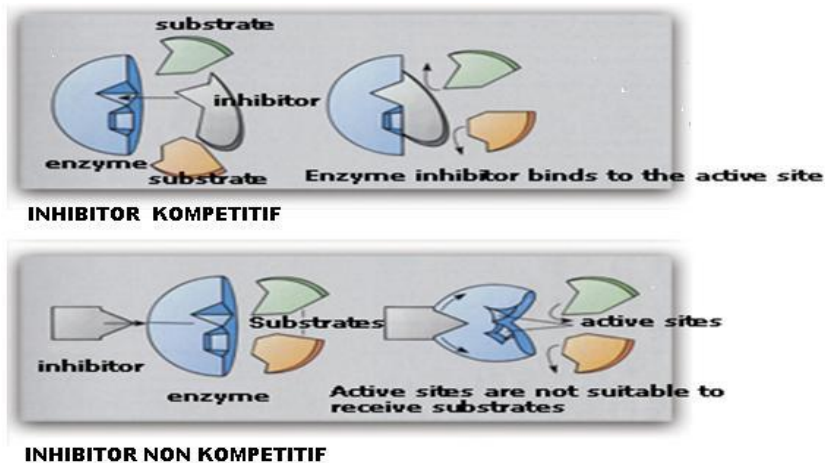 substrate
inhibitor
enzyme
substrate
Enzyme inhibitor binds to the active site
INHIBITOR KOMPETITIF
Substrates
active sites
inhibitor
enzyme
Active sites are not suitable to
receive substrates
INHIBITOR NON KOMPETITIF